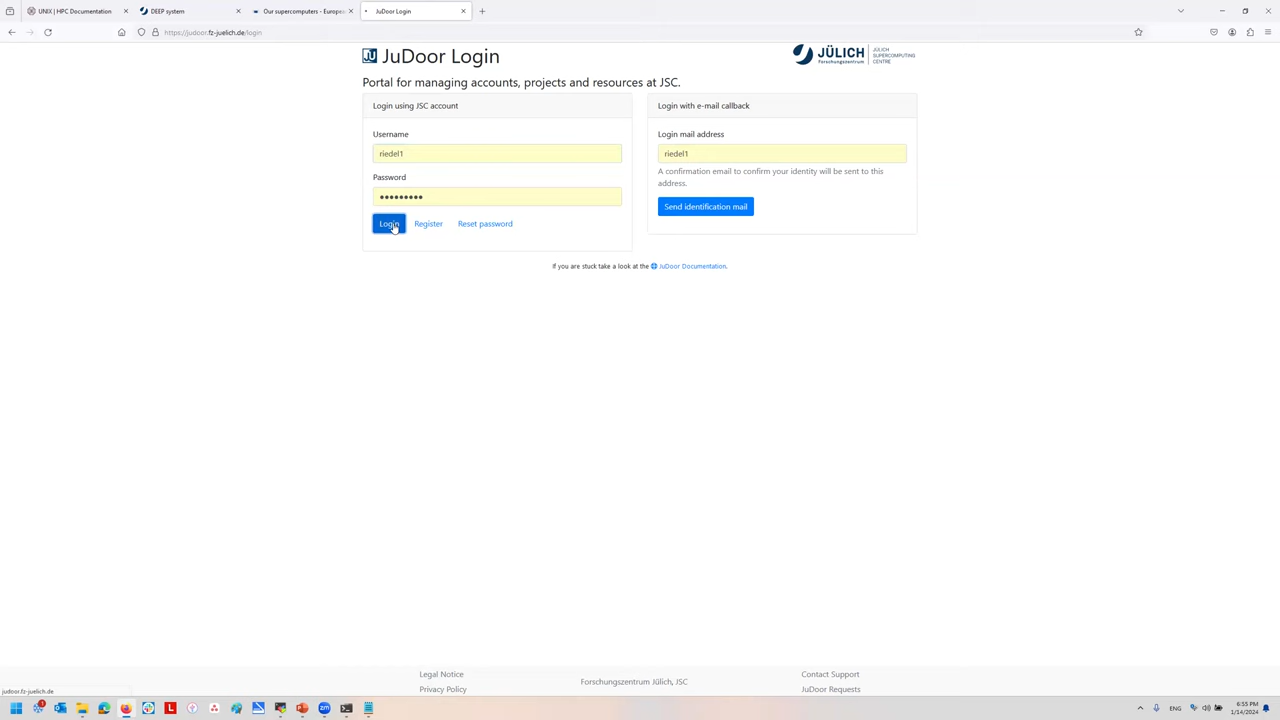 UNIX | HPC Documentation
DEEP system
Our supercomputers - Europea
JuDoor Login
https://judoor.fz-juelich.de/login
JuDoor Login
JÜLICH
Forschungszentrum
JÜLICH
SUPERCOMPUTING
CENTRE
Portal for managing accounts, projects and resources at JSC.
Login using JSC account
Username
riedel1
Password
●●●●●●●●●
Login
Register
Reset password
Login with e-mail callback
Login mail address
riedel1
A confirmation email to confirm your identity will be sent to this
address.
Send identification mail
If you are stuck take a look at the JuDoor Documentation.
Legal Notice
Privacy Policy
Forschungszentrum Jülich, JSC
Contact Support
JuDoor Requests
judoor.fz-juelich.de
ENG
6:55 PM
1/14/2024